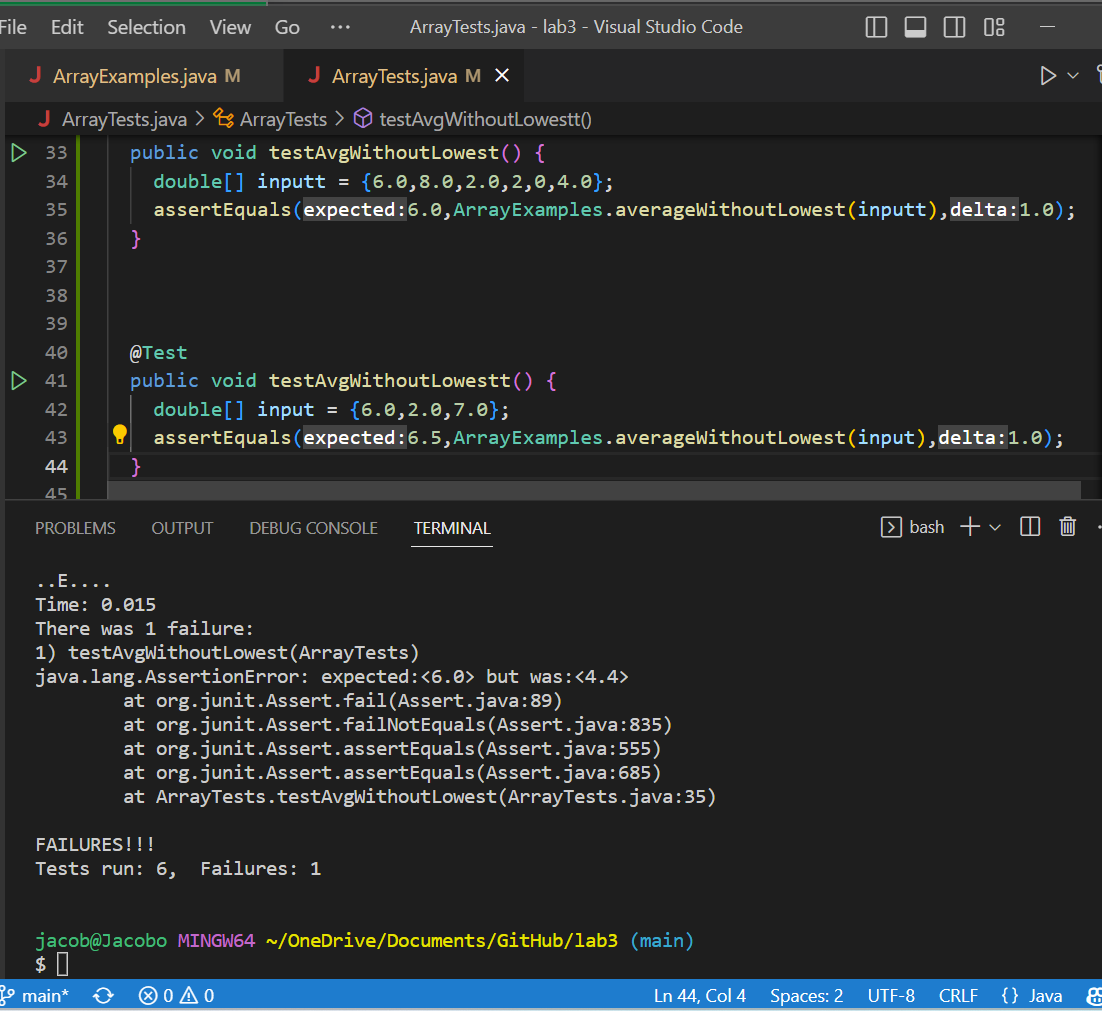 File Edit Selection View Go ··· ArrayTests.java - lab3 - Visual Studio Code
J ArrayExamples.java M J ArrayTests.java M
J ArrayTests.java > ArrayTests > testAvgWithoutLowestt()
33 public void testAvgWithoutLowest() {
34 double[] inputt = {6.0,8.0,2.0,2,0,4.0};
35 assertEquals(expected:6.0,ArrayExamples.averageWithoutLowest(inputt),delta:1.0);
36 }
37
38
39
40 @Test
41 public void testAvgWithoutLowestt() {
42 double[] input = {6.0,2.0,7.0};
43 assertEquals(expected:6.5,ArrayExamples.averageWithoutLowest(input),delta:1.0);
44 }
45
PROBLEMS OUTPUT DEBUG CONSOLE TERMINAL bash
..E....
Time: 0.015
There was 1 failure:
1) testAvgWithoutLowest(ArrayTests)
java.lang.AssertionError: expected:<6.0> but was:<4.4>
at org.junit.Assert.fail(Assert.java:89)
at org.junit.Assert.failNotEquals(Assert.java:835)
at org.junit.Assert.assertEquals(Assert.java:555)
at org.junit.Assert.assertEquals(Assert.java:685)
at ArrayTests.testAvgWithoutLowest(ArrayTests.java:35)
FAILURES!!!
Tests run: 6,  Failures: 1
jacob@Jacobo MINGW64 ~/OneDrive/Documents/GitHub/lab3 (main)
$
main* 0 0 Ln 44, Col 4 Spaces: 2 UTF-8 CRLF {} Java